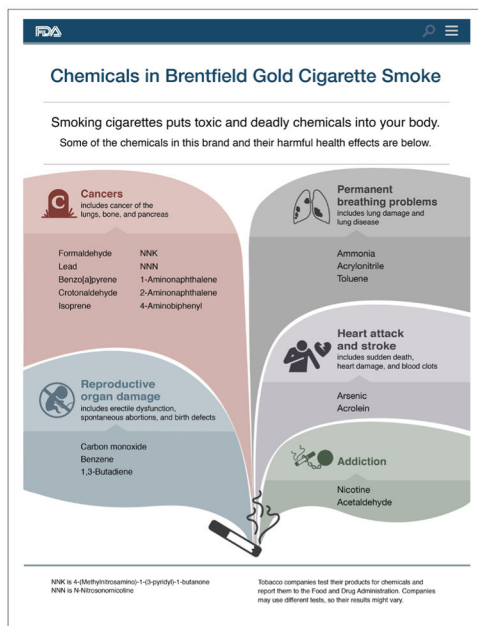 FDA
Chemicals in Brentfield Gold Cigarette Smoke
Smoking cigarettes puts toxic and deadly chemicals into your body.
Some of the chemicals in this brand and their harmful health effects are below.
C
Cancers
includes cancer of the
lungs, bone, and pancreas
Formaldehyde
Lead
Benzo[a]pyrene
Crotonaldehyde
Isoprene
NNK
NNN
1-Aminonaphthalene
2-Aminonaphthalene
4-Aminobiphenyl
Permanent
breathing problems
includes lung damage and
lung disease
Ammonia
Acrylonitrile
Toluene
Heart attack
and stroke
includes sudden death,
heart damage, and blood clots
Arsenic
Acrolein
Reproductive
organ damage
includes erectile dysfunction,
spontaneous abortions, and birth defects
Carbon monoxide
Benzene
1,3-Butadiene
Addiction
Nicotine
Acetaldehyde
NNK is 4-(Methylnitrosamino)-1-(3-pyridyl)-1-butanone
NNN is N-Nitrosonornicotine
Tobacco companies test their products for chemicals and
report them to the Food and Drug Administration. Companies
may use different tests, so their results might vary.